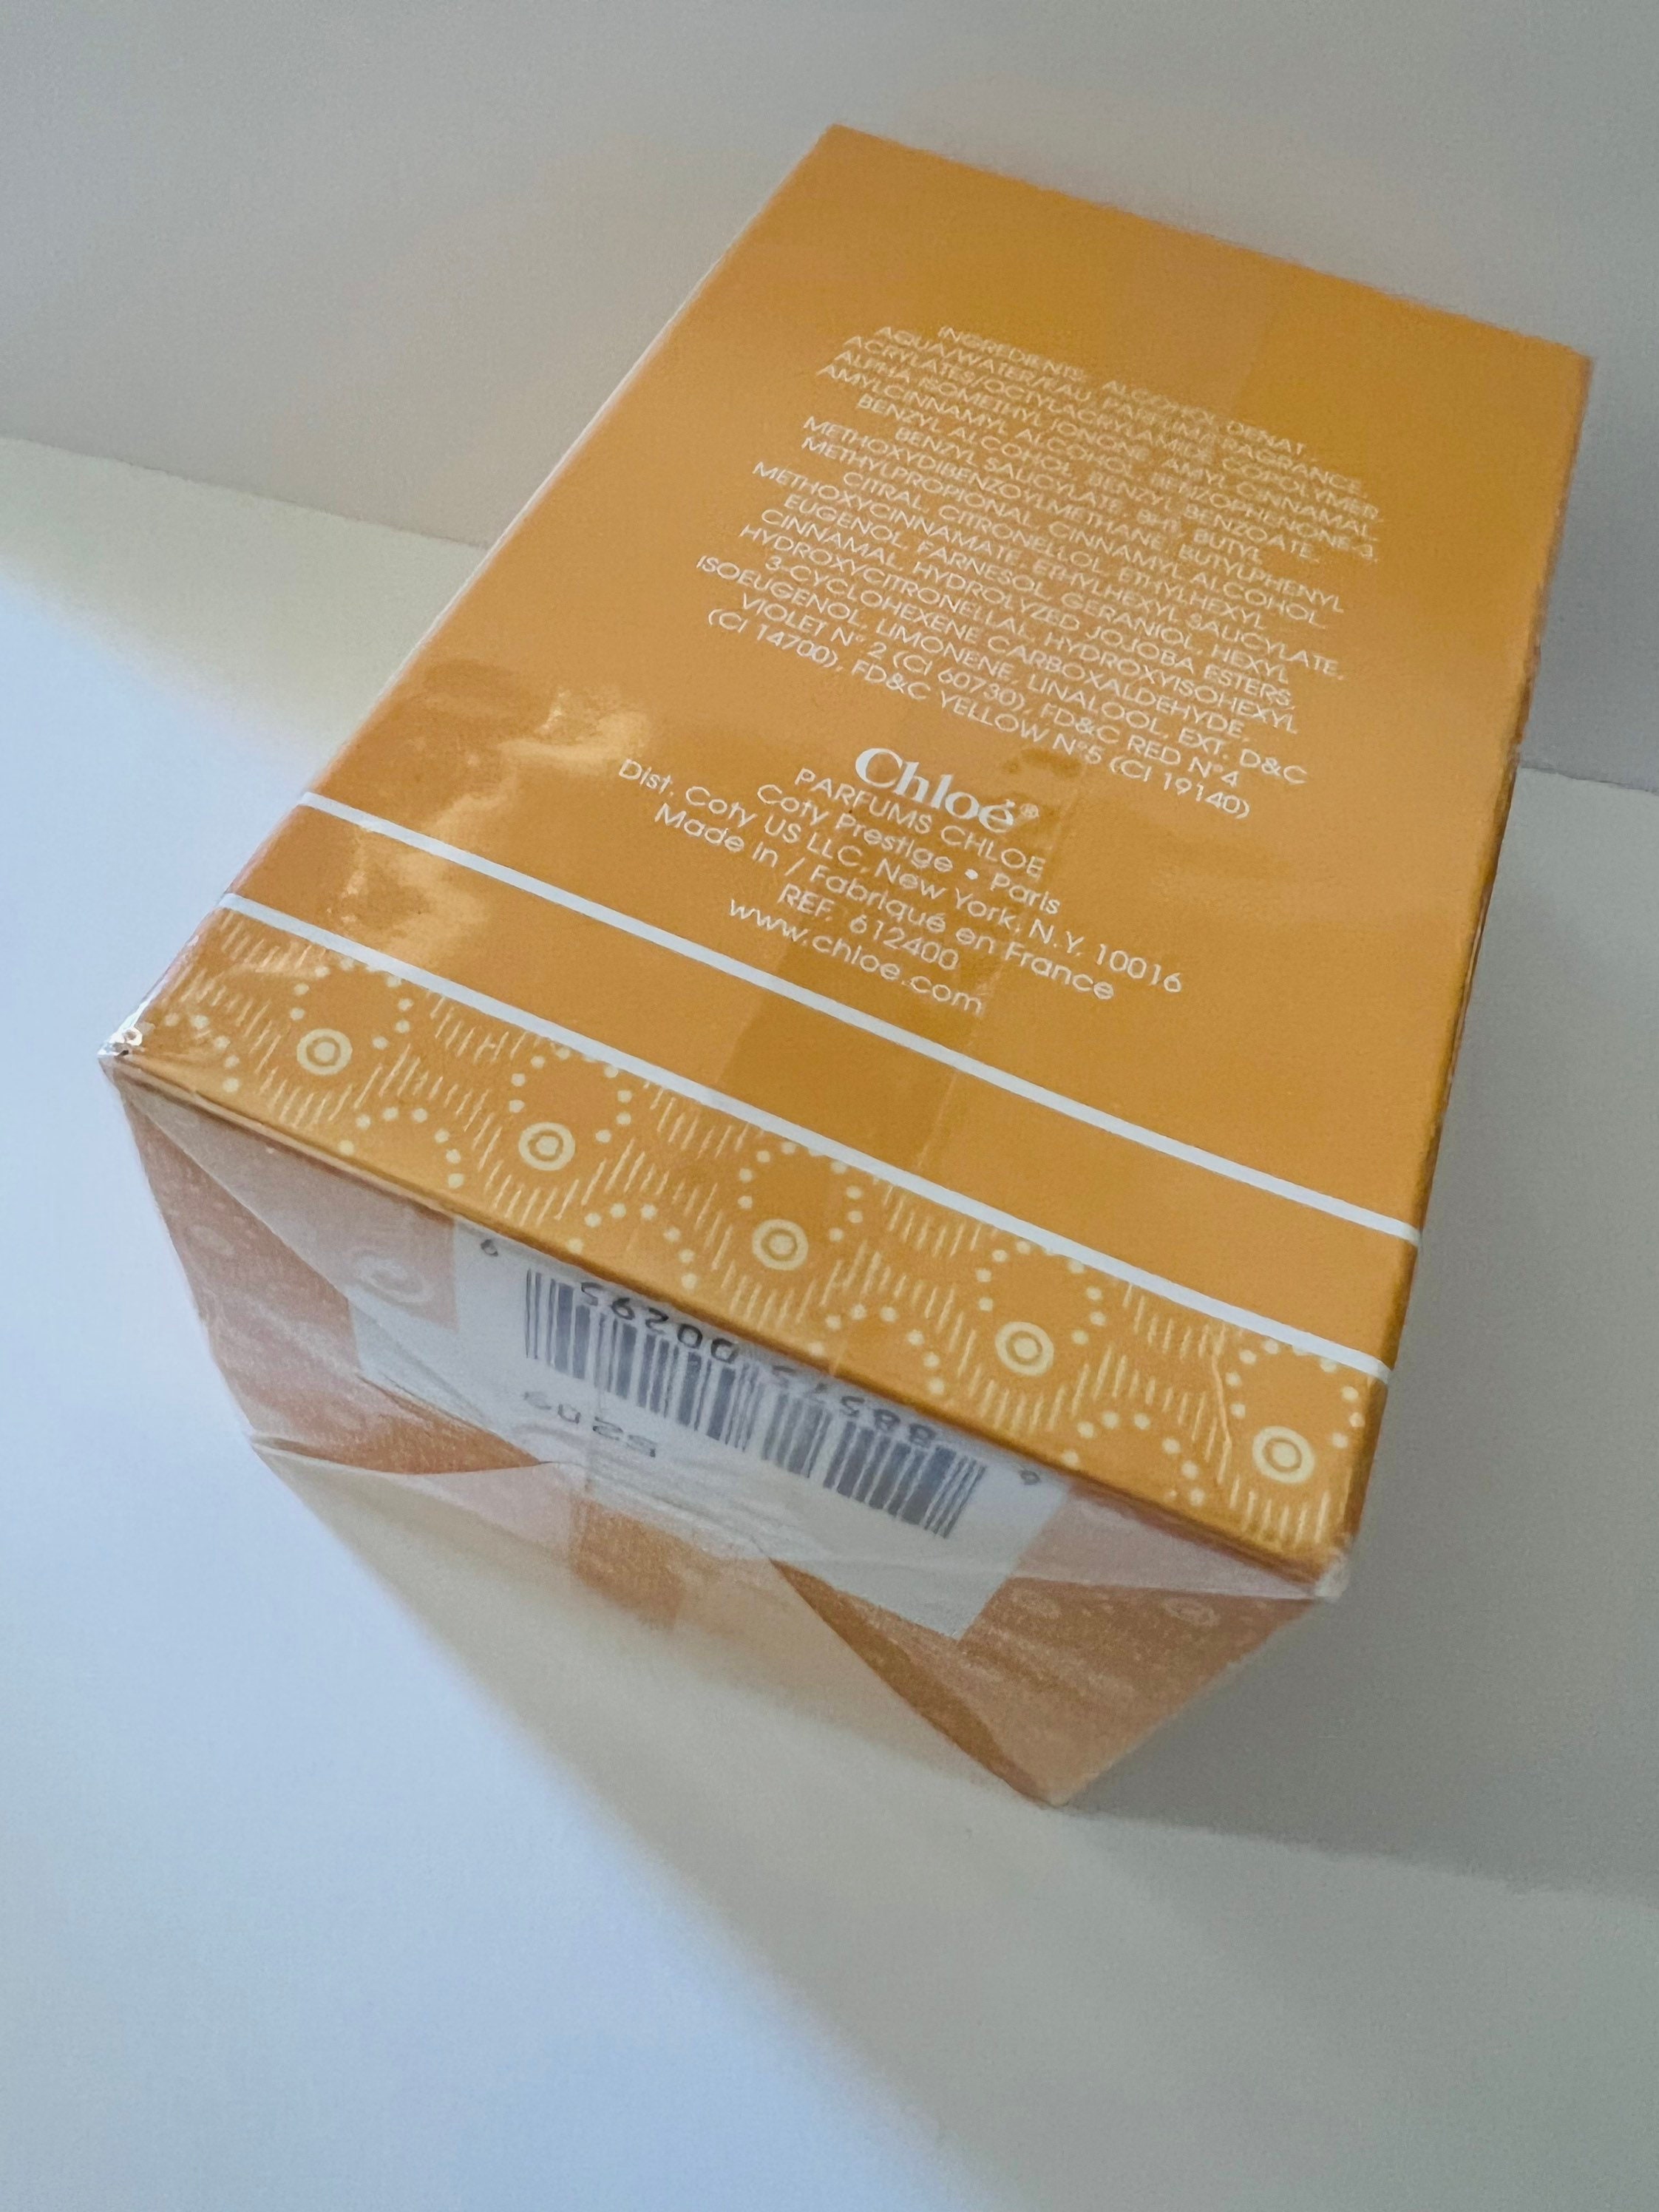 INGREDIENTS: ALCOHOL DENAT.,
AQUA/WATER/EAU, PARFUM/FRAGRANCE,
ACRYLATES/OCTYLACRYLAMIDE COPOLYMER,
ALPHA-ISOMETHYL IONONE, AMYL CINNAMAL,
AMYLCINNAMYL ALCOHOL, BENZOPHENONE-3,
BENZYL ALCOHOL, BENZYL BENZOATE,
BENZYL SALICYLATE, BHT, BUTYL
METHOXYDIBENZOYLMETHANE, BUTYLPHENYL
METHYLPROPIONAL, CINNAMYL ALCOHOL,
CITRAL, CITRONELLOL, ETHYLHEXYL
METHOXYCINNAMATE, ETHYLHEXYL SALICYLATE,
EUGENOL, FARNESOL, GERANIOL, HEXYL
CINNAMAL, HYDROLYZED JOJOBA ESTERS,
HYDROXYCITRONELLAL, HYDROXYISOHEXYL
3-CYCLOHEXENE CARBOXALDEHYDE,
ISOEUGENOL, LIMONENE, LINALOOL, EXT. D&C
VIOLET N° 2 (CI 60730), FD&C RED N°4
(CI 14700), FD&C YELLOW N°5 (CI 19140)
Chloé®
PARFUMS CHLOE
Coty Prestige • Paris
Dist. Coty US LLC, New York, N.Y. 10016
Made in / Fabriqué en France
REF. 612400
www.chloe.com